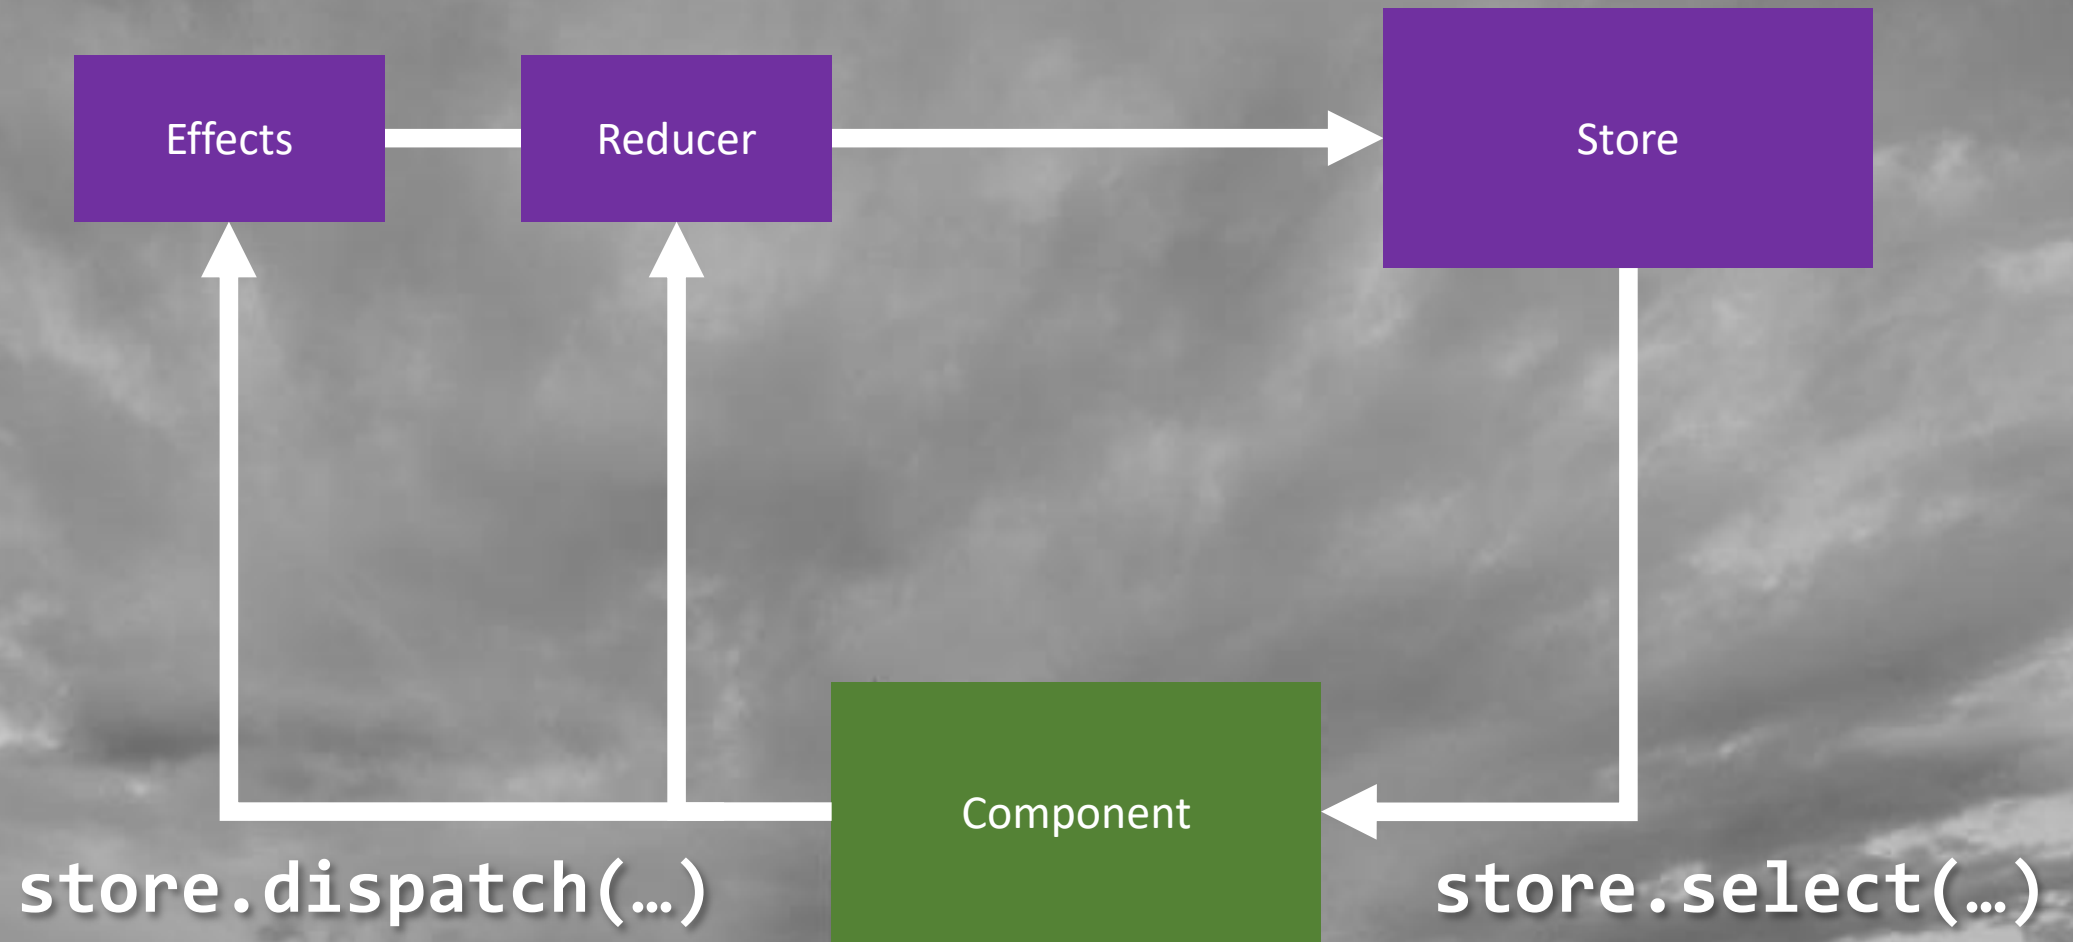 Effects
Reducer
Store
Component
store.dispatch(…)
store.select(…)